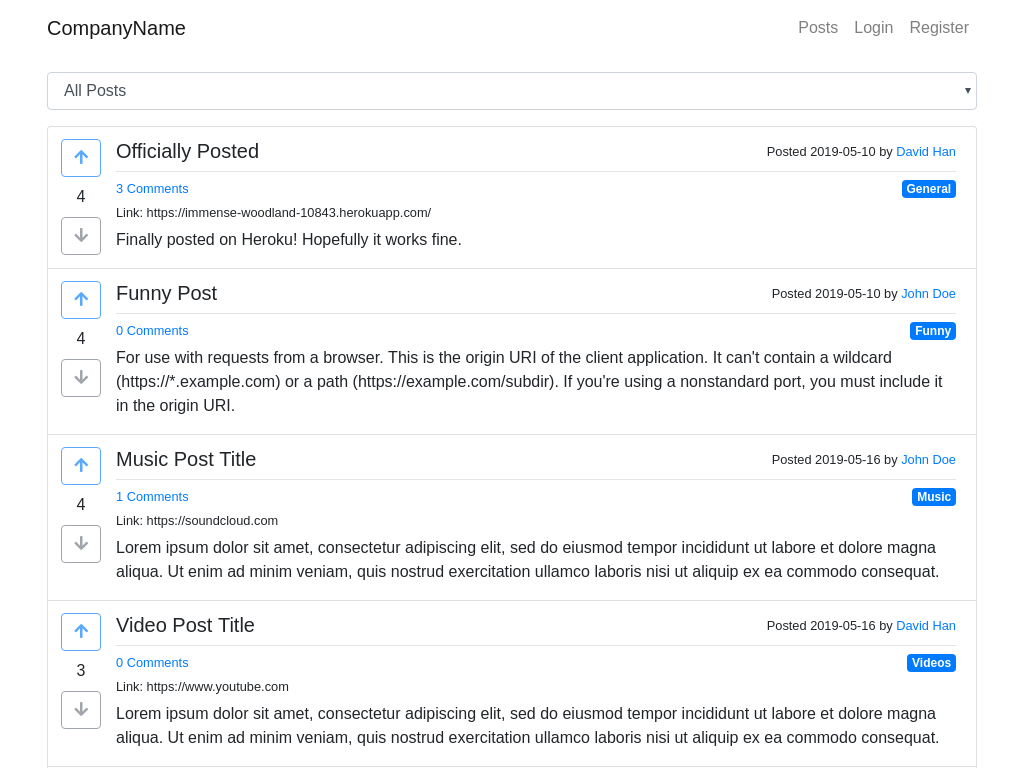 CompanyName
Posts Login Register
All Posts
Officially Posted
Posted 2019-05-10 by David Han
4
3 Comments
General
Link: https://immense-woodland-10843.herokuapp.com/
Finally posted on Heroku! Hopefully it works fine.
Funny Post
Posted 2019-05-10 by John Doe
4
0 Comments
Funny
For use with requests from a browser. This is the origin URI of the client application. It can't contain a wildcard
(https://*.example.com) or a path (https://example.com/subdir). If you're using a nonstandard port, you must include it
in the origin URI.
Music Post Title
Posted 2019-05-16 by John Doe
4
1 Comments
Music
Link: https://soundcloud.com
Lorem ipsum dolor sit amet, consectetur adipiscing elit, sed do eiusmod tempor incididunt ut labore et dolore magna
aliqua. Ut enim ad minim veniam, quis nostrud exercitation ullamco laboris nisi ut aliquip ex ea commodo consequat.
Video Post Title
Posted 2019-05-16 by David Han
3
0 Comments
Videos
Link: https://www.youtube.com
Lorem ipsum dolor sit amet, consectetur adipiscing elit, sed do eiusmod tempor incididunt ut labore et dolore magna
aliqua. Ut enim ad minim veniam, quis nostrud exercitation ullamco laboris nisi ut aliquip ex ea commodo consequat.